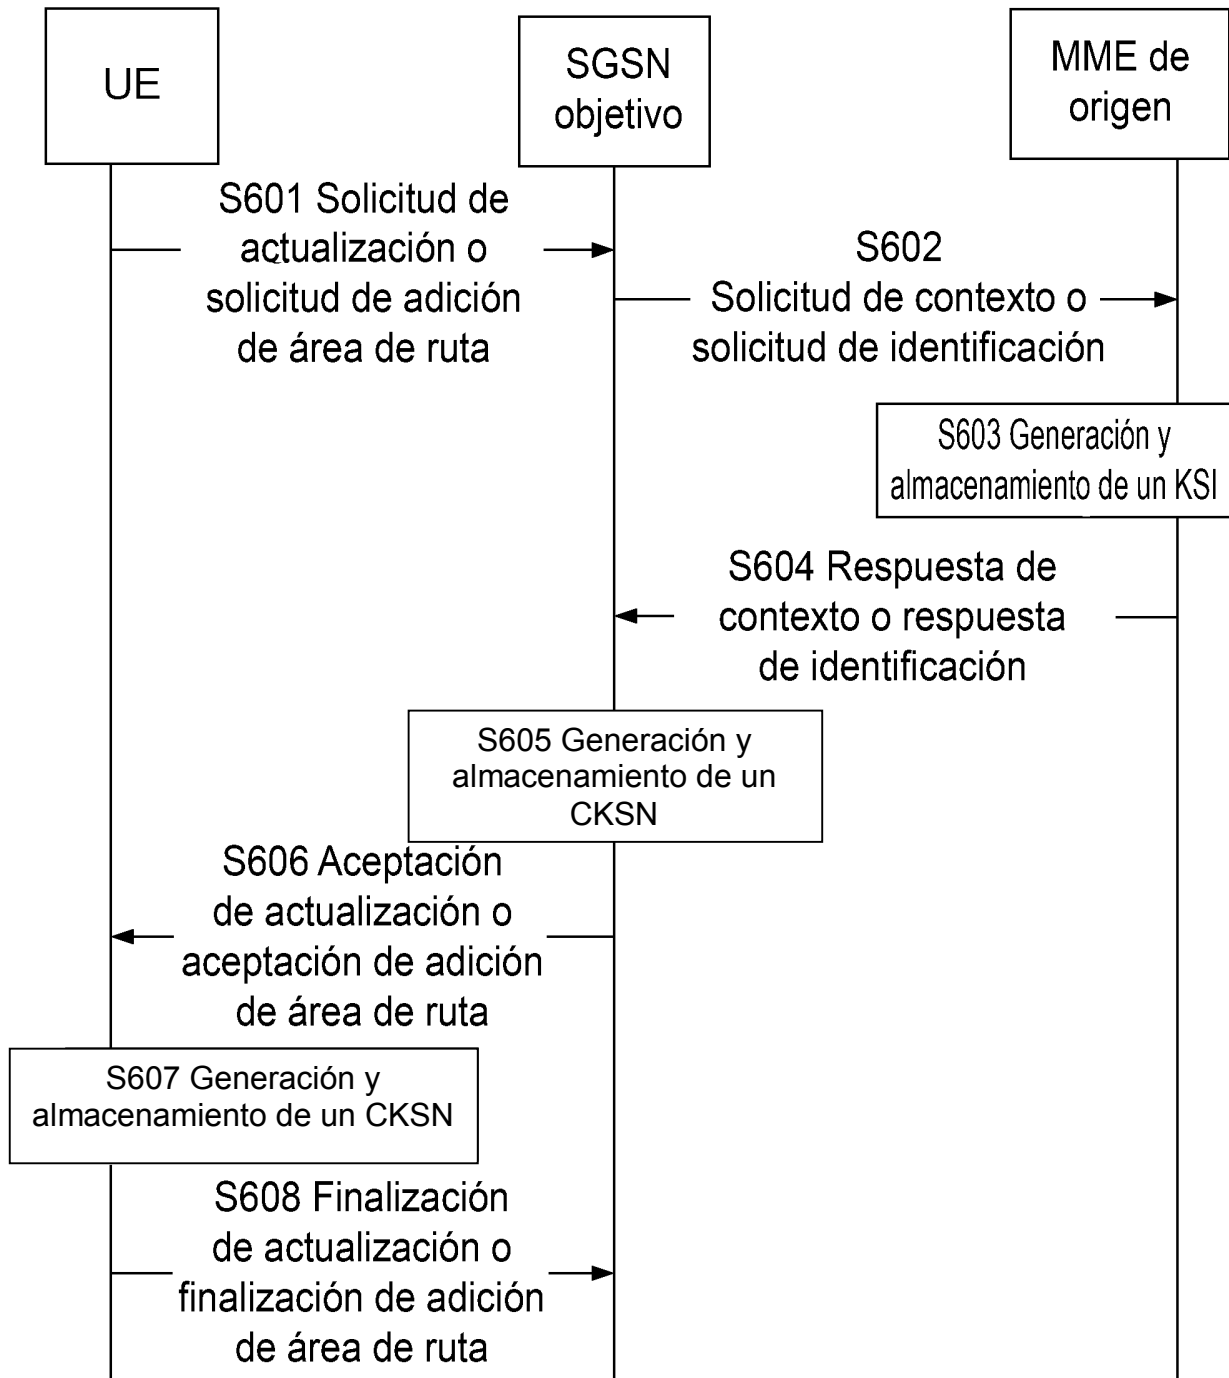 UE
SGSN
objetivo
MME de
origen
S601 Solicitud de
actualización o
solicitud de adición
de área de ruta
S602
Solicitud de contexto o
solicitud de identificación
S603 Generación y
almacenamiento de un KSI
S604 Respuesta de
contexto o respuesta
de identificación
S605 Generación y
almacenamiento de un
CKSN
S606 Aceptación
de actualización o
aceptación de adición
de área de ruta
S607 Generación y
almacenamiento de un CKSN
S608 Finalización
de actualización o
finalización de adición
de área de ruta